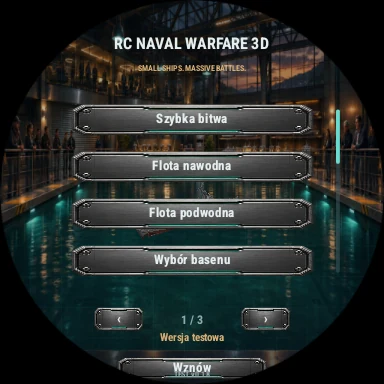 RC NAVAL WARFARE 3D
SMALL SHIPS. MASSIVE BATTLES.
Szybka bitwa
Flota nawodna
Flota podwodna
Wybór basenu
‹ 1 / 3 ›
Wersja testowa
Wznów